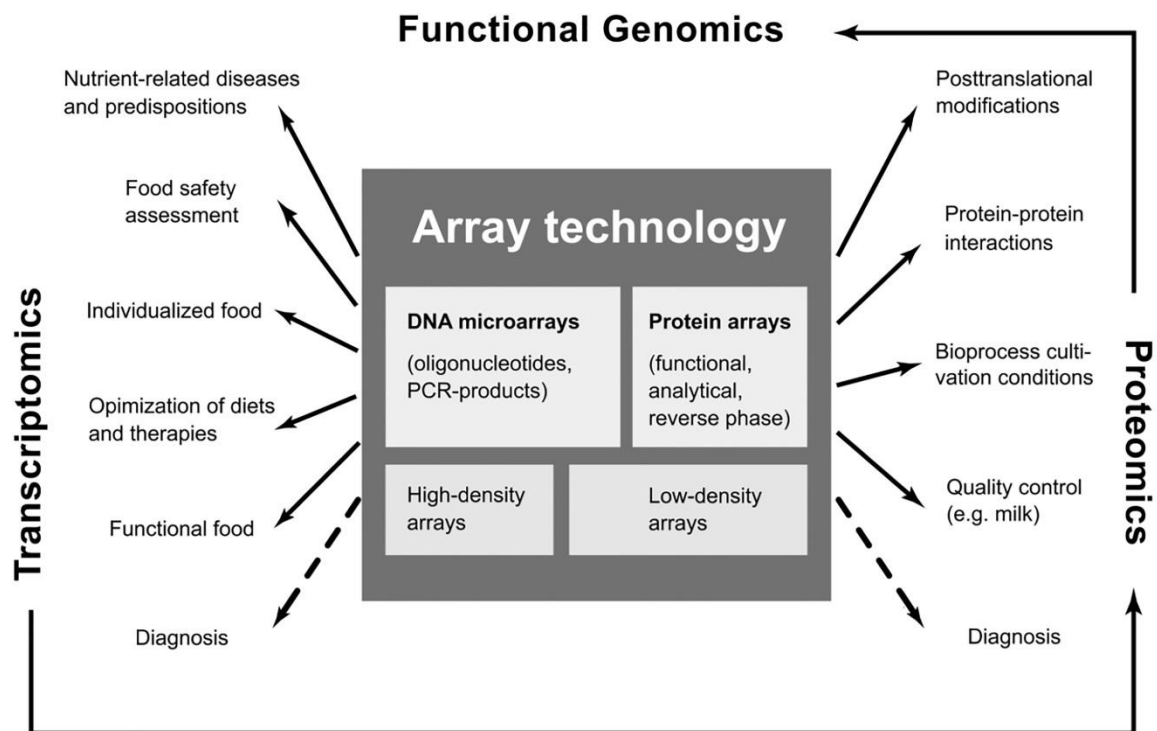 Functional Genomics
Nutrient-related diseases
and predispositions
Food safety
assessment
Individualized food
Opimization of diets
and therapies
Functional food
Diagnosis
Transcriptomics
Array technology
DNA microarrays
(oligonucleotides,
PCR-products)
Protein arrays
(functional,
analytical,
reverse phase)
High-density
arrays
Low-density
arrays
Posttranslational
modifications
Protein-protein
interactions
Bioprocess culti-
vation conditions
Quality control
(e.g. milk)
Diagnosis
Proteomics